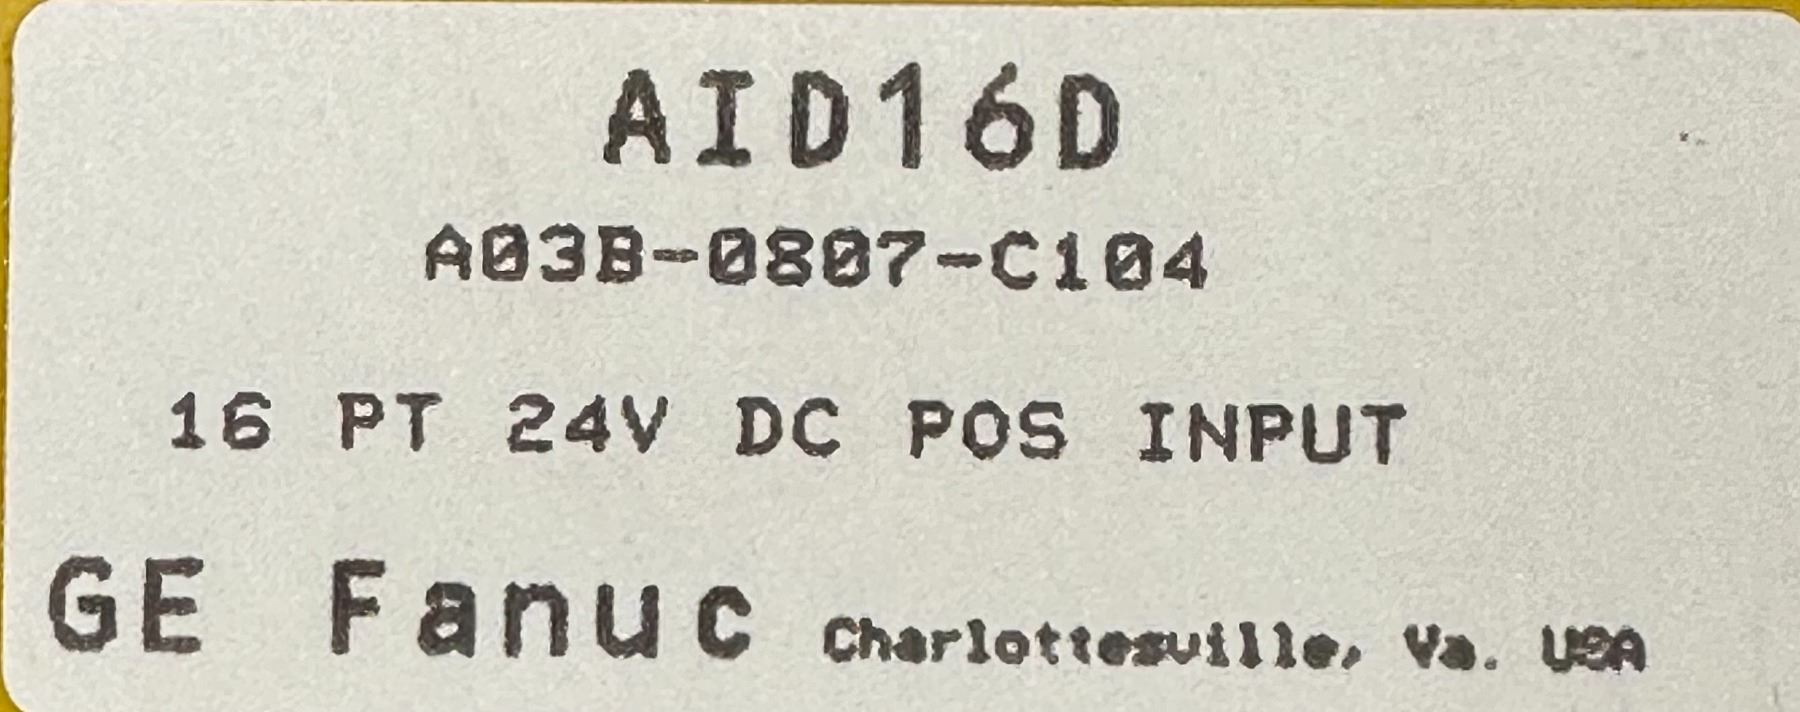 AID16D
A03B-0807-C104
16 PT 24V DC POS INPUT
GE Fanuc Charlottesville, Va. USA